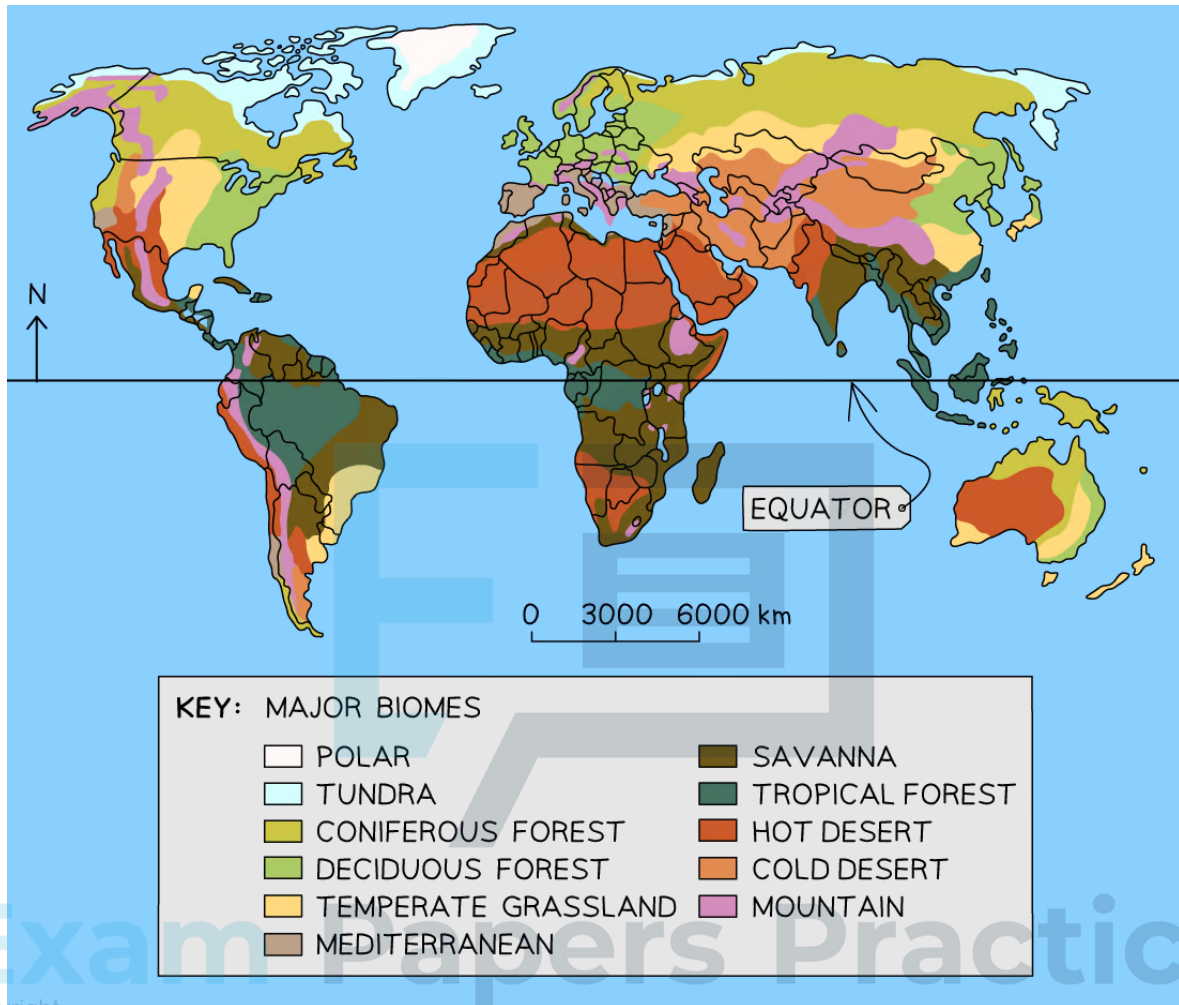 N
EQUATOR
0 3000 6000 km
KEY: MAJOR BIOMES
POLAR
TUNDRA
CONIFEROUS FOREST
DECIDUOUS FOREST
TEMPERATE GRASSLAND
MEDITERRANEAN
SAVANNA
TROPICAL FOREST
HOT DESERT
COLD DESERT
MOUNTAIN
Exam Papers Practic